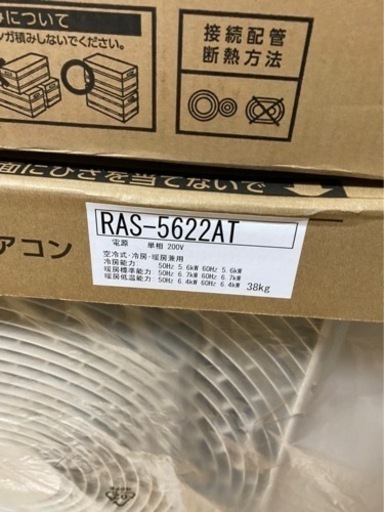 みについて
ンガ積みしないでください。
接続配管
断熱方法
面にひさを当てないで
アコン
RAS-5622AT
電源 単相 200V
空冷式・冷房・暖房兼用
冷房能力: 50Hz 5.6kW 60Hz 5.6kW
暖房標準能力: 50Hz 6.7kW 60Hz 6.7kW
暖房低温能力: 50Hz 6.4kW 60Hz 6.4kW 38kg